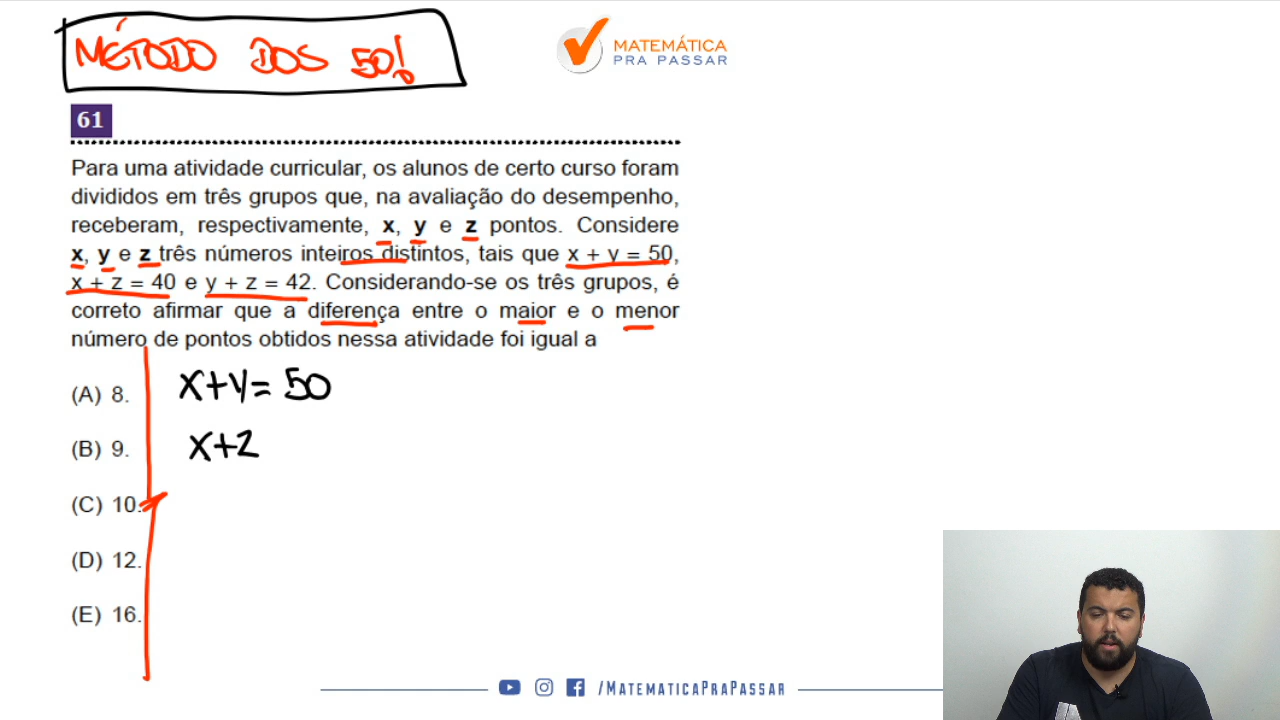 MÉTODO DOS 50!
MATEMÁTICA
PRA PASSAR
61
Para uma atividade curricular, os alunos de certo curso foram
divididos em três grupos que, na avaliação do desempenho,
receberam, respectivamente, x, y e z pontos. Considere
x, y e z três números inteiros distintos, tais que x + y = 50,
x + z = 40 e y + z = 42. Considerando-se os três grupos, é
correto afirmar que a diferença entre o maior e o menor
número de pontos obtidos nessa atividade foi igual a
(A) 8.
x+y= 50
(B) 9.
x+z
(C) 10.
(D) 12.
(E) 16.
/MATEMATICAPRAPASSAR